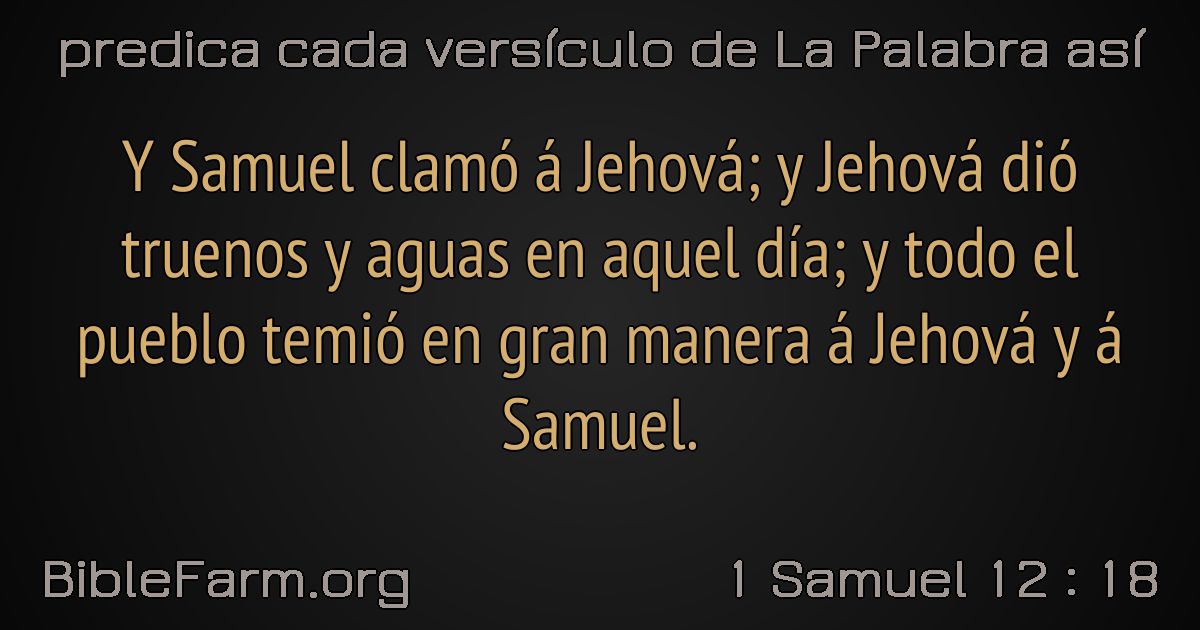 predica cada versículo de La Palabra así
Y Samuel clamó á Jehová; y Jehová dió
truenos y aguas en aquel día; y todo el
pueblo temió en gran manera á Jehová y á
Samuel.
BibleFarm.org
1 Samuel 12 : 18